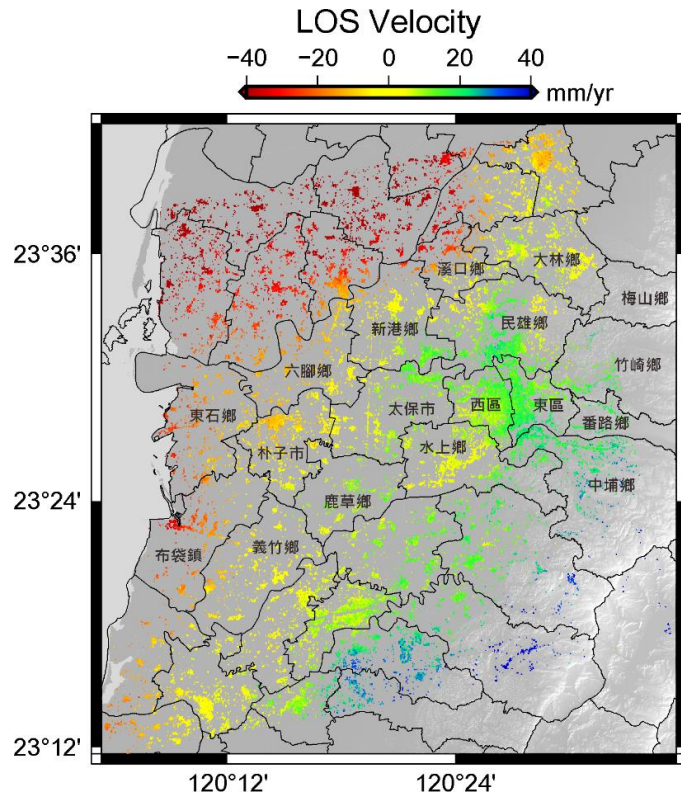 LOS Velocity
−40 −20 0 20 40
mm/yr
23°36'
溪口鄉 大林鄉
梅山鄉
新港鄉 民雄鄉
竹崎鄉
六腳鄉
東石鄉 太保市 西區 東區
番路鄉
朴子市 水上鄉
中埔鄉
23°24'
鹿草鄉
布袋鎮 義竹鄉
23°12'
120°12' 120°24'